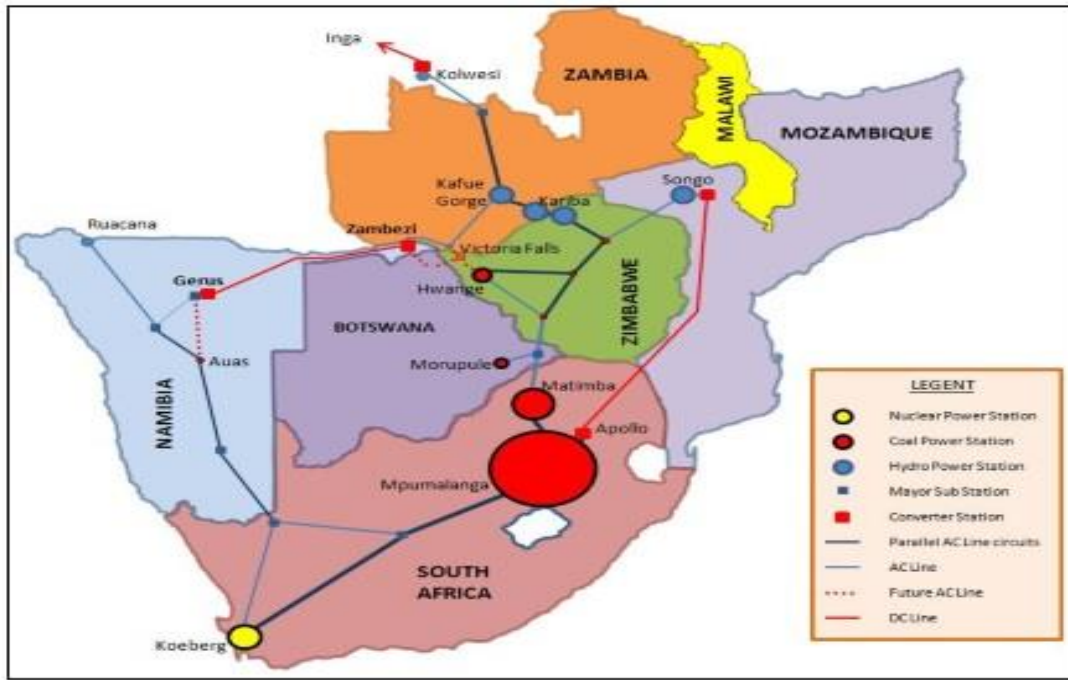 Inga
Kolwesi
ZAMBIA
MALAWI
MOZAMBIQUE
Kafue
Gorge
Kariba
Songo
Ruacana
Zambezi
Victoria Falls
Gerus
Hwange
ZIMBABWE
BOTSWANA
Auas
Morupule
NAMIBIA
Matimba
Apollo
Mpumalanga
SOUTH
AFRICA
Koeberg
LEGENT
Nuclear Power Station
Coal Power Station
Hydro Power Station
Mayor Sub Station
Converter Station
Parallel AC Line circuits
AC Line
Future AC Line
DC Line